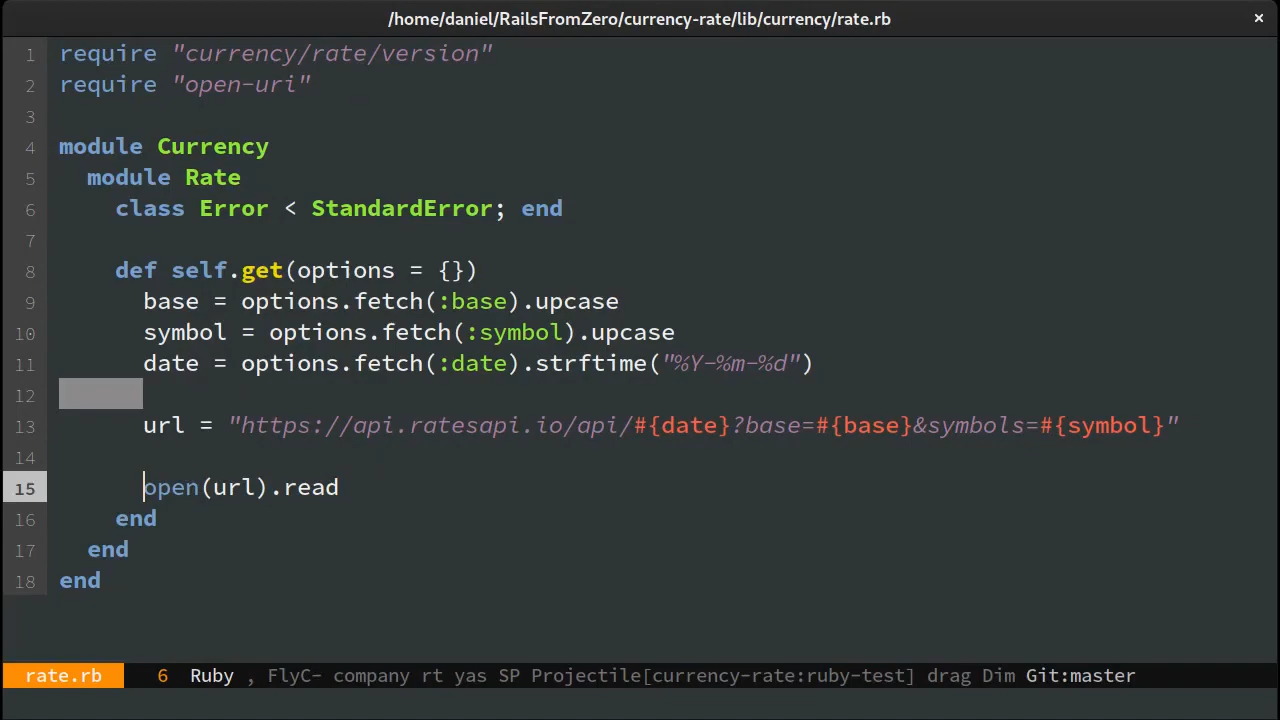 /home/daniel/RailsFromZero/currency-rate/lib/currency/rate.rb ×
1 require "currency/rate/version"
2 require "open-uri"
3
4 module Currency
5   module Rate
6     class Error < StandardError; end
7
8     def self.get(options = {})
9       base = options.fetch(:base).upcase
10       symbol = options.fetch(:symbol).upcase
11       date = options.fetch(:date).strftime("%Y-%m-%d")
12
13       url = "https://api.ratesapi.io/api/#{date}?base=#{base}&symbols=#{symbol}"
14
15       open(url).read
16     end
17   end
18 end
rate.rb 6 Ruby , FlyC- company rt yas SP Projectile[currency-rate:ruby-test] drag Dim Git:master